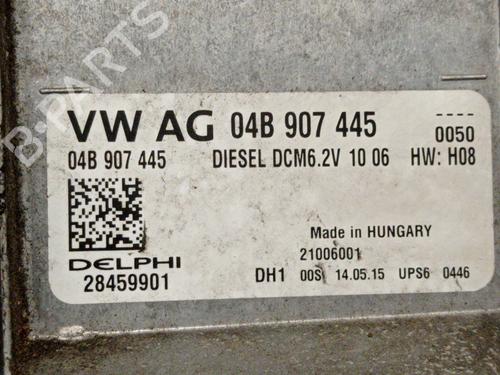 B-PARTS
VW AG 04B 907 445
----
0050
04B 907 445 DIESEL DCM6.2V 10 06 HW: H08
Made in HUNGARY
21006001
DELPHI
28459901
DH1 00S 14.05.15 UPS6 0446